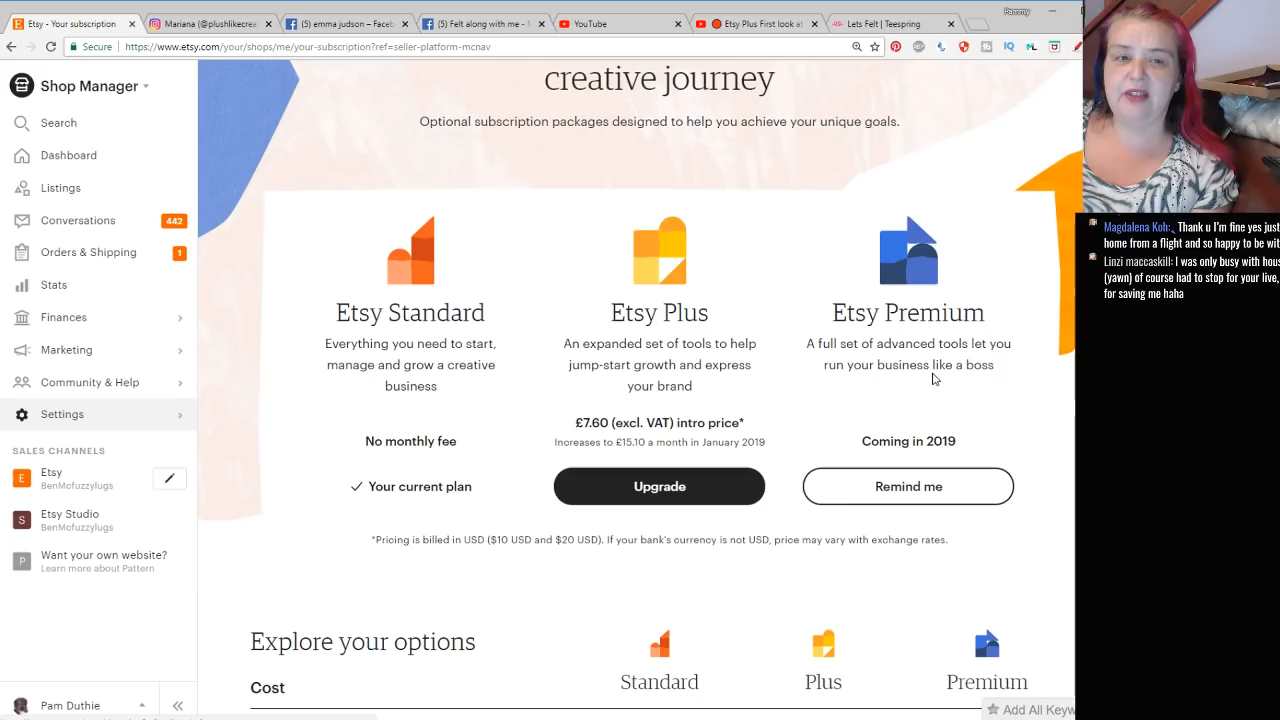 Etsy - Your subscription
Mariana (@plushlikecreat
emma judson – Faceb
Felt along with me - M
YouTube
Etsy Plus First look at
Lets Felt | Teespring
Pammy
Secure
https://www.etsy.com/your/shops/me/your-subscription?ref=seller-platform-mcnav
Shop Manager
Search
Dashboard
Listings
Conversations 442
Orders & Shipping 1
Stats
Finances
Marketing
Community & Help
Settings
SALES CHANNELS
E
Etsy
BenMcfuzzylugs
S
Etsy Studio
BenMcfuzzylugs
P
Want your own website?
Learn more about Pattern
Pam Duthie
creative journey
Optional subscription packages designed to help you achieve your unique goals.
Etsy Standard
Everything you need to start,
manage and grow a creative
business
No monthly fee
Your current plan
Etsy Plus
An expanded set of tools to help
jump-start growth and express
your brand
£7.60 (excl. VAT) intro price*
Increases to £15.10 a month in January 2019
Upgrade
Etsy Premium
A full set of advanced tools let you
run your business like a boss
Coming in 2019
Remind me
*Pricing is billed in USD ($10 USD and $20 USD). If your bank's currency is not USD, price may vary with exchange rates.
Explore your options
Standard
Plus
Premium
Cost
Add All Keyw
Magdalena Koh: Thank u I'm fine yes just
home from a flight and so happy to be wit
Linzi maccaskill: I was only busy with hous
(yawn) of course had to stop for your live,
for saving me haha